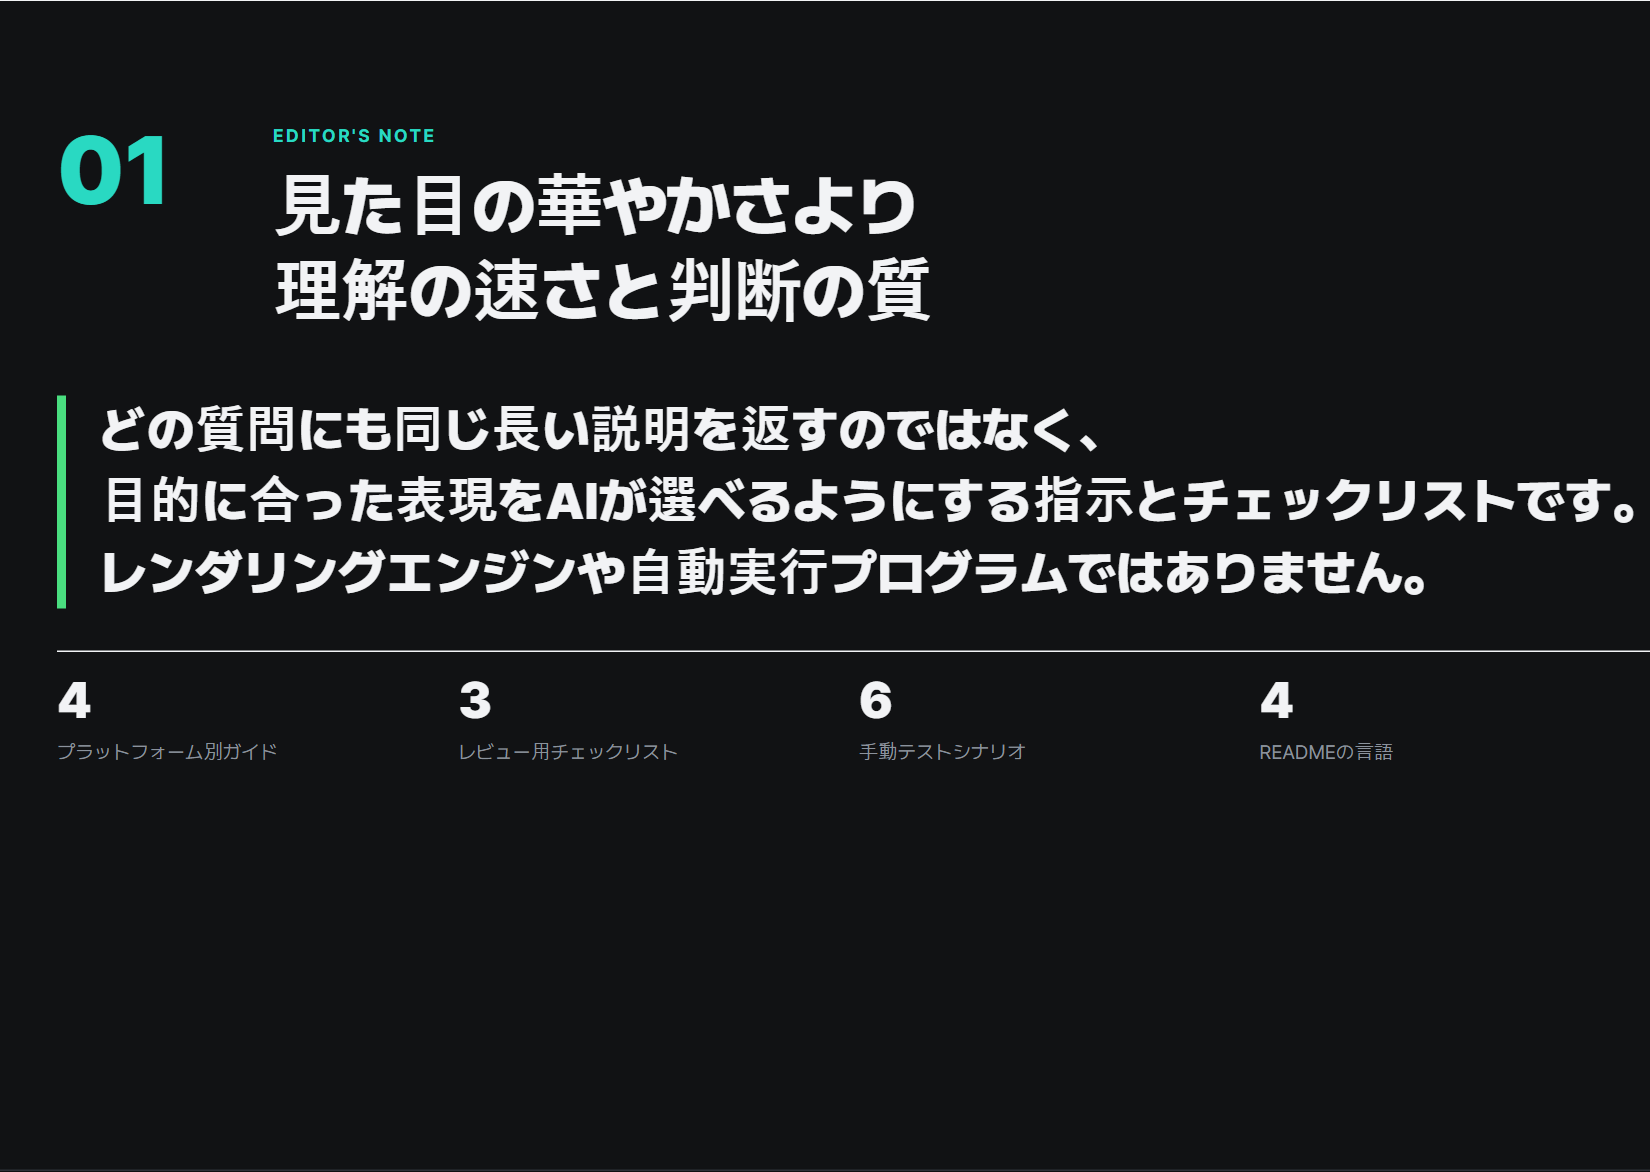 01
EDITOR'S NOTE
見た目の華やかさより
理解の速さと判断の質
どの質問にも同じ長い説明を返すのではなく、
目的に合った表現をAIが選べるようにする指示とチェックリストです。
レンダリングエンジンや自動実行プログラムではありません。
4
プラットフォーム別ガイド
3
レビュー用チェックリスト
6
手動テストシナリオ
4
READMEの言語